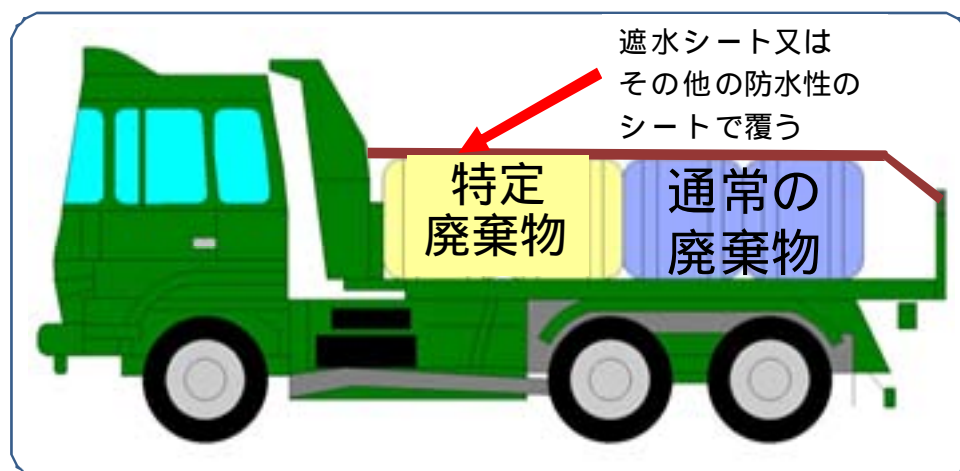 遮水シート又は
その他の防水性の
シートで覆う
特定
廃棄物
通常の
廃棄物